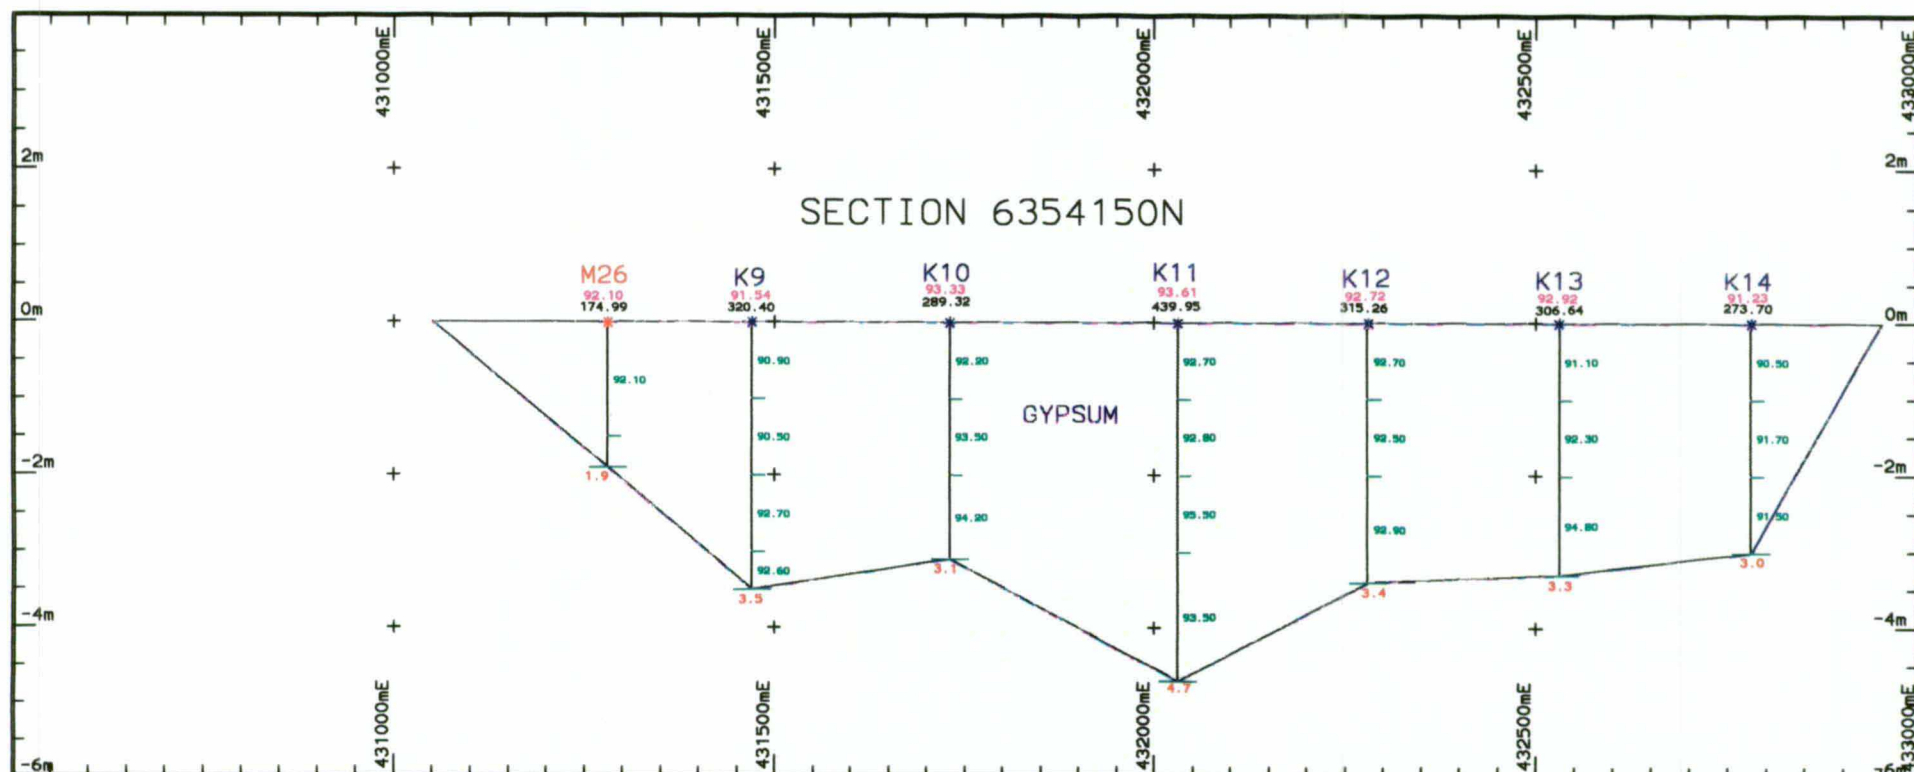 431000mE
431500mE
432000mE
432500mE
433000mE
2m
2m
SECTION 6354150N
M26
92.10
174.99
K9
91.54
320.40
K10
93.33
289.32
K11
93.61
439.95
K12
92.72
315.26
K13
92.92
306.64
K14
91.23
273.70
0m
0m
92.10
90.90
92.20
92.70
92.70
91.10
90.50
GYPSUM
90.50
93.50
92.80
92.50
92.30
91.70
-2m
-2m
1.9
92.70
94.20
95.50
92.90
94.80
91.50
92.60
3.5
3.1
3.4
3.3
3.0
93.50
-4m
-4m
4.7
431000mE
431500mE
432000mE
432500mE
433000mE
-6m